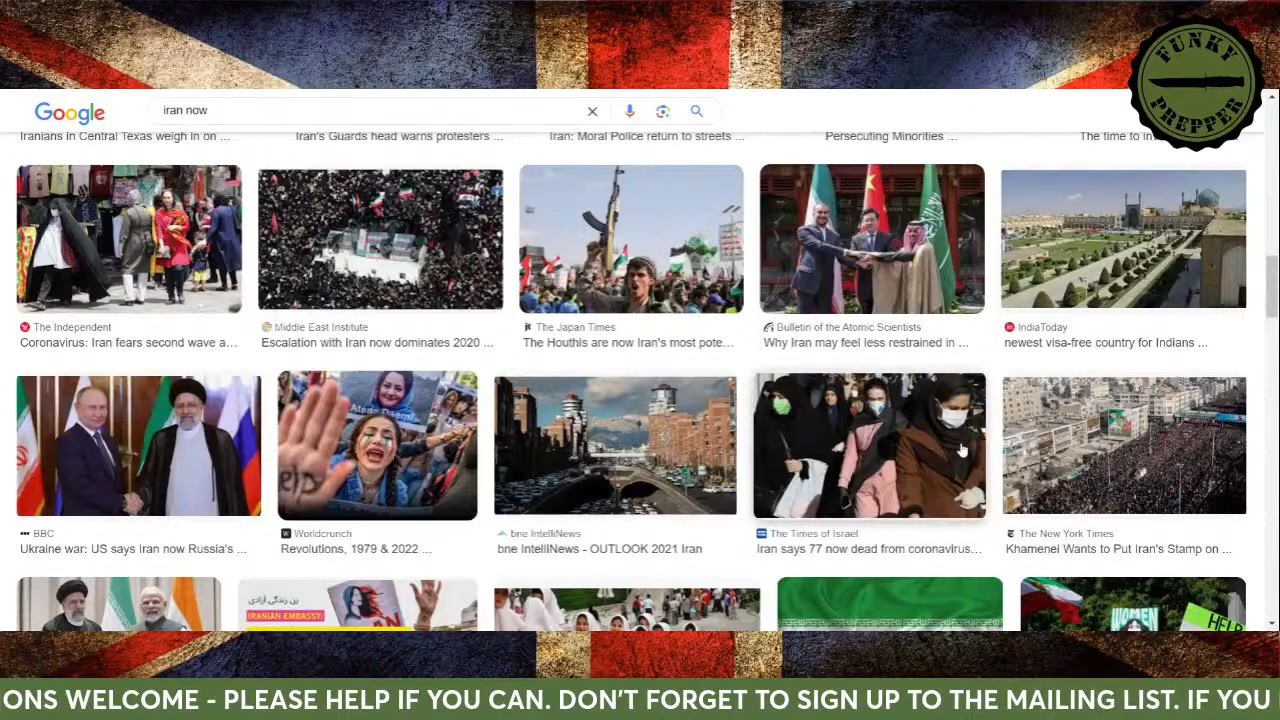 FUNKY
PREPPER
Google
iran now
Iranians in Central Texas weigh in on ...
Iran's Guards head warns protesters ...
Iran: Moral Police return to streets ...
Persecuting Minorities ...
The time to in
The Independent
Coronavirus: Iran fears second wave a...
Middle East Institute
Escalation with Iran now dominates 2020 ...
The Japan Times
The Houthis are now Iran's most pote...
Bulletin of the Atomic Scientists
Why Iran may feel less restrained in ...
IndiaToday
newest visa-free country for Indians ...
Atena Daemi
BBC
Ukraine war: US says Iran now Russia's ...
Worldcrunch
Revolutions, 1979 & 2022 ...
bne IntelliNews
bne IntelliNews - OUTLOOK 2021 Iran
The Times of Israel
Iran says 77 now dead from coronavirus...
The New York Times
Khamenei Wants to Put Iran's Stamp on ...
زن زندگی آزادی
IRANIAN EMBASSY:
WOMEN
HELP
ONS WELCOME - PLEASE HELP IF YOU CAN. DON'T FORGET TO SIGN UP TO THE MAILING LIST. IF YOU